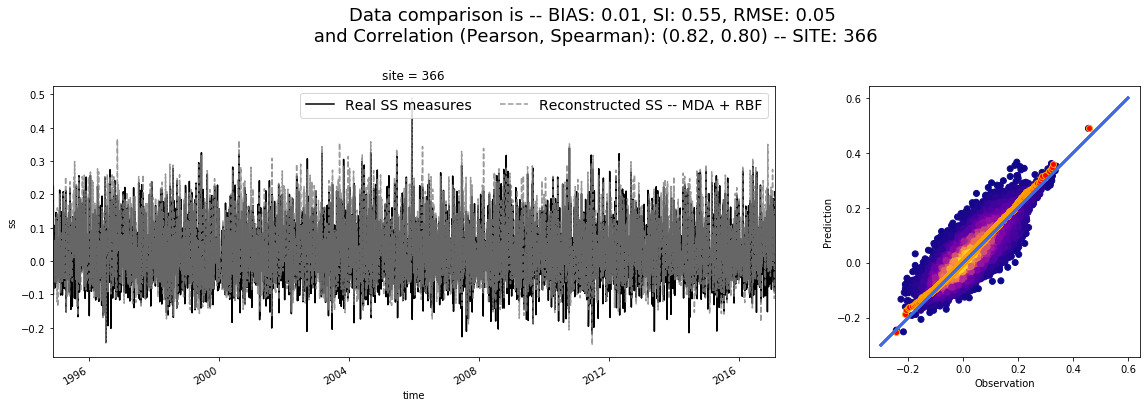 Data comparison is -- BIAS: 0.01, SI: 0.55, RMSE: 0.05
and Correlation (Pearson, Spearman): (0.82, 0.80) -- SITE: 366
site = 366
Real SS measures
Reconstructed SS -- MDA + RBF
ss
0.5
0.4
0.3
0.2
0.1
0.0
−0.1
−0.2
1996
2000
2004
2008
2012
2016
time
Prediction
0.6
0.4
0.2
0.0
−0.2
−0.2
0.0
0.2
0.4
0.6
Observation